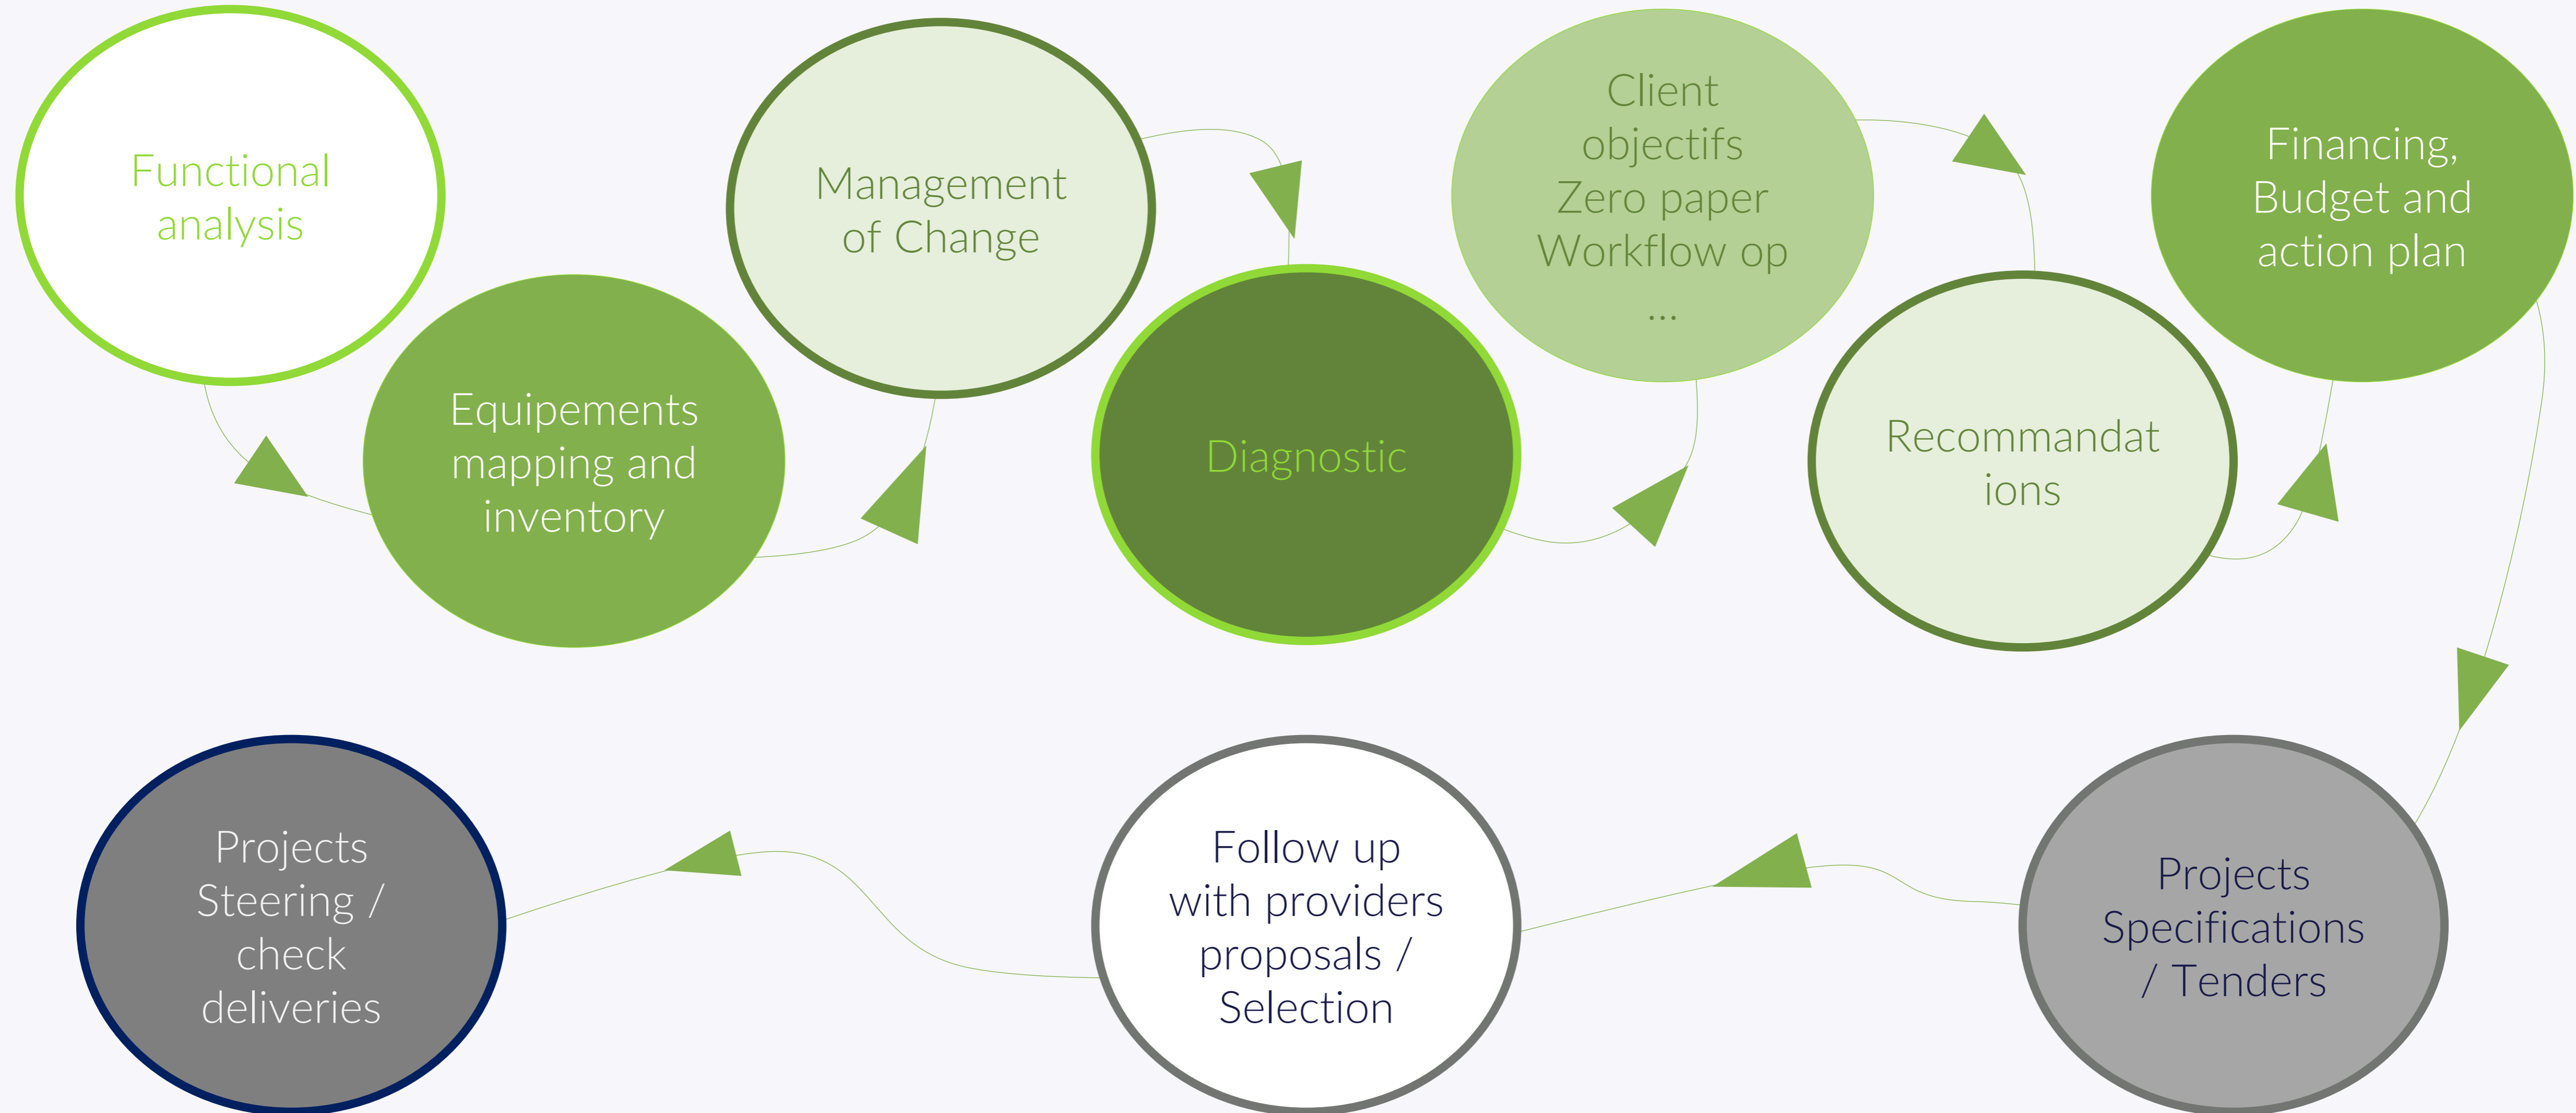 Functional
analysis
Equipements
mapping and
inventory
Management
of Change
Diagnostic
Client
objectifs
Zero paper
Workflow op
...
Recommandat
ions
Financing,
Budget and
action plan
Projects
Specifications
/ Tenders
Follow up
with providers
proposals /
Selection
Projects
Steering /
check
deliveries